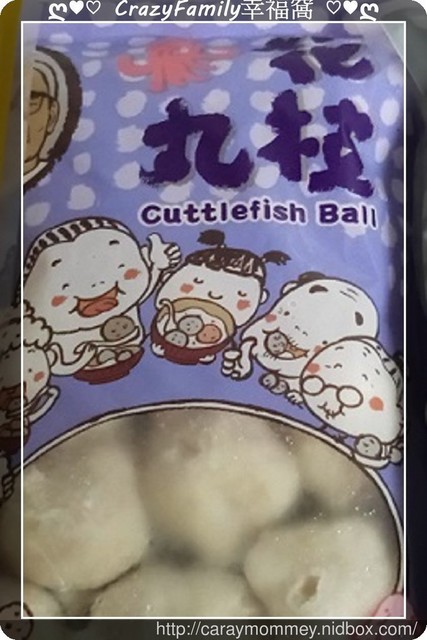 CrazyFamily幸福窩
花
丸枝
Cuttlefish Ball
http://caraymommey.nidbox.com/